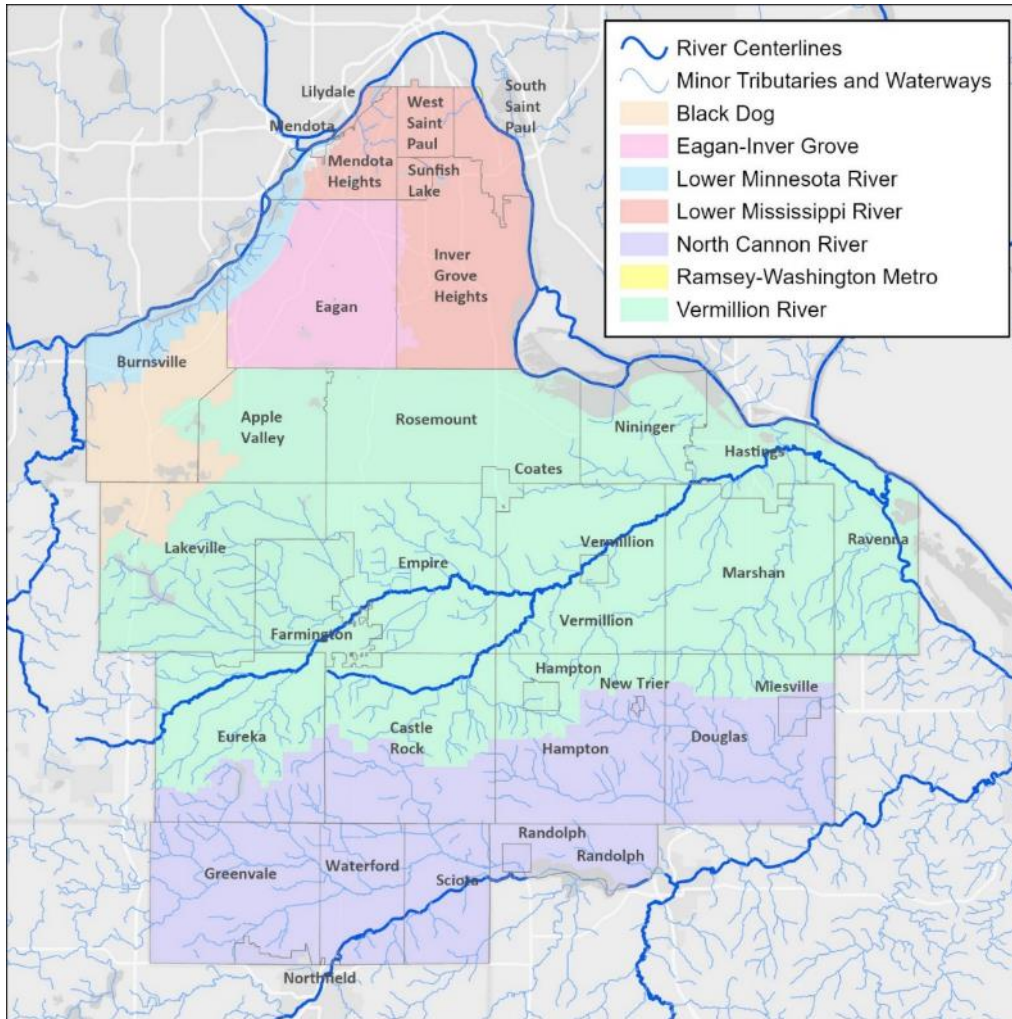 River Centerlines
Minor Tributaries and Waterways
Black Dog
Eagan-Inver Grove
Lower Minnesota River
Lower Mississippi River
North Cannon River
Ramsey-Washington Metro
Vermillion River
Lilydale
South
Saint
Paul
West
Saint
Paul
Mendota
Mendota
Heights
Sunfish
Lake
Inver
Grove
Heights
Eagan
Burnsville
Apple
Valley
Rosemount
Nininger
Coates
Hastings
Lakeville
Empire
Vermillion
Ravenna
Marshan
Farmington
Vermillion
Hampton
New Trier
Miesville
Eureka
Castle
Rock
Hampton
Douglas
Randolph
Randolph
Greenvale
Waterford
Sciota
Northfield